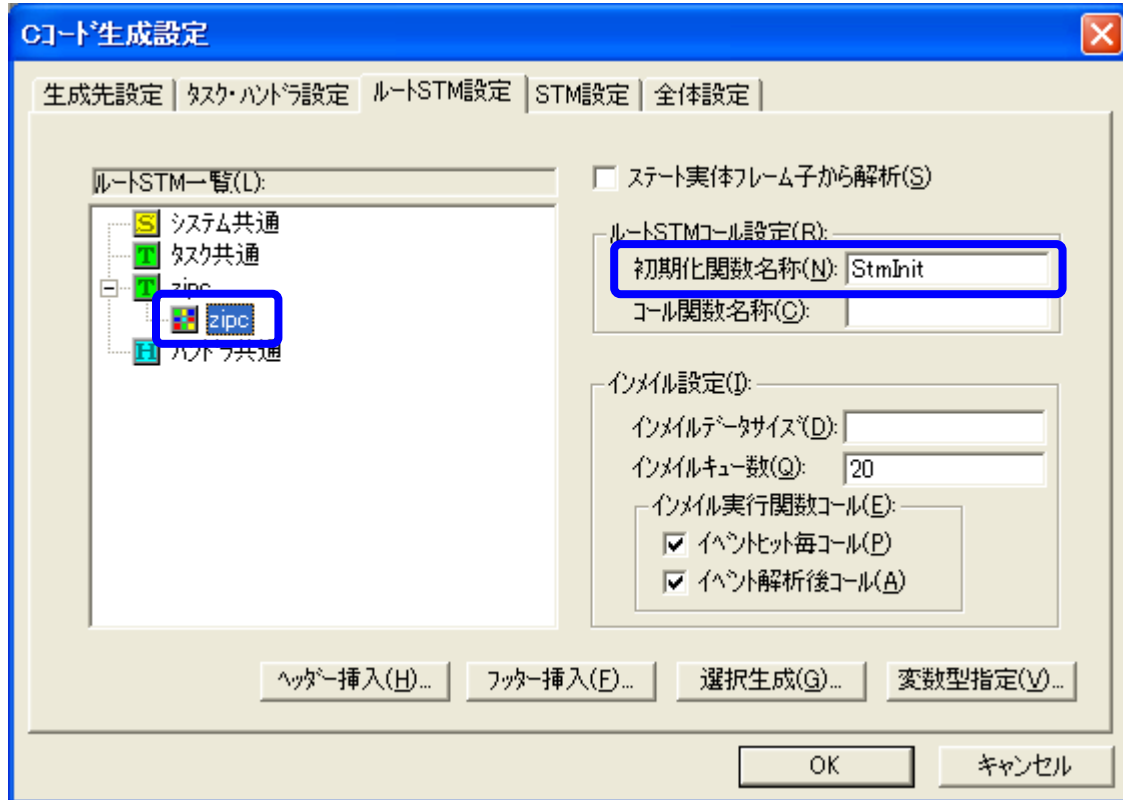 Cコード生成設定
生成先設定 タスク・ハンドラ設定 ルートSTM設定 STM設定 全体設定
ルートSTM一覧(L):
S システム共通
T タスク共通
T zipc
zipc
H ハンドラ共通
ステート実体フレーム子から解析(S)
ルートSTMコール設定(R):
初期化関数名称(N): StmInit
コール関数名称(C):
インメイル設定(I):
インメイルデータサイズ(D):
インメイルキュー数(Q): 20
インメイル実行関数コール(E):
イベントヒット毎コール(P)
イベント解析後コール(A)
ヘッダー挿入(H)... フッター挿入(F)... 選択生成(G)... 変数型指定(V)...
OK キャンセル